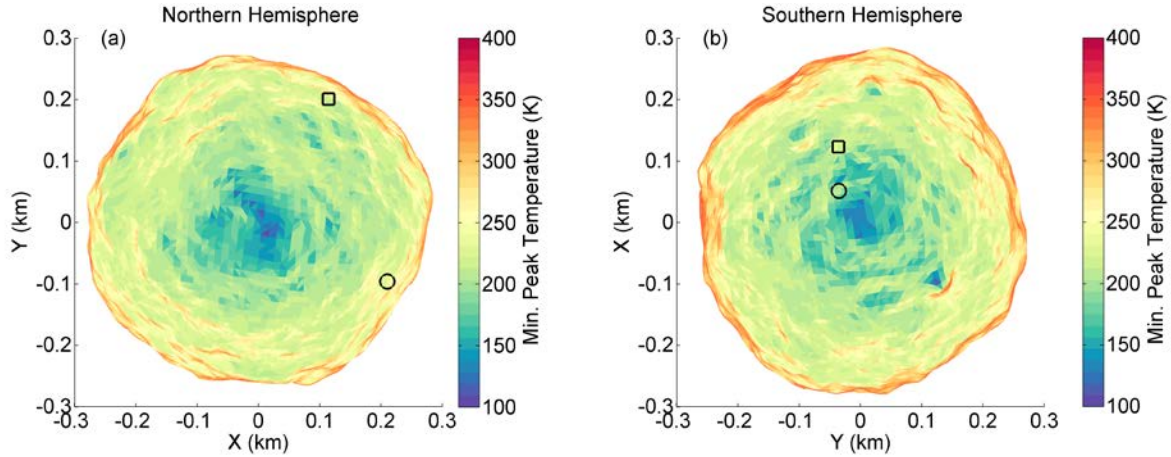 Northern Hemisphere
(a)
0.3
0.2
0.1
0
-0.1
-0.2
-0.3
Y (km)
-0.3 -0.2 -0.1 0 0.1 0.2 0.3
X (km)
400
350
300
250
200
150
100
Min. Peak Temperature (K)
Southern Hemisphere
(b)
0.3
0.2
0.1
0
-0.1
-0.2
-0.3
X (km)
-0.3 -0.2 -0.1 0 0.1 0.2 0.3
Y (km)
400
350
300
250
200
150
100
Min. Peak Temperature (K)